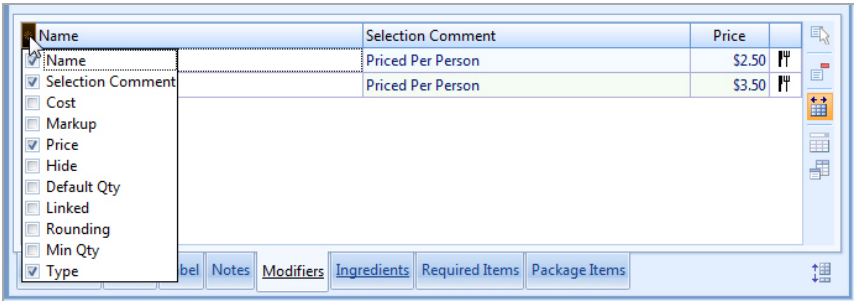 Name Selection Comment Price
Name
Priced Per Person $2.50
Selection Comment
Priced Per Person $3.50
Cost
Markup
Price
Hide
Default Qty
Linked
Rounding
Min Qty
Type
bel Notes Modifiers Ingredients Required Items Package Items